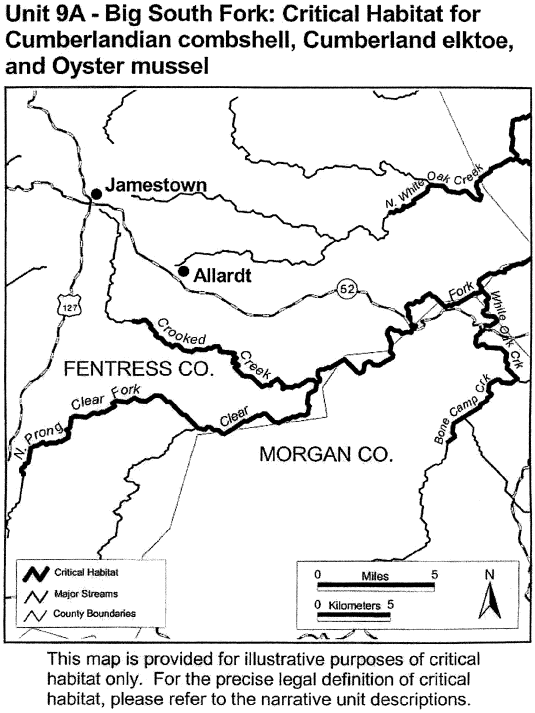 Unit 9A - Big South Fork: Critical Habitat for
Cumberlandian combshell, Cumberland elktoe,
and Oyster mussel
N. White Oak Creek
Jamestown
Allardt
52
127
Fork
White Oak Crk
Crooked
Creek
FENTRESS CO.
N. Prong
Clear Fork
Clear
Bone Camp Crk
MORGAN CO.
Critical Habitat
Major Streams
County Boundaries
0 Miles 5
0 Kilometers 5
N
This map is provided for illustrative purposes of critical
habitat only. For the precise legal definition of critical
habitat, please refer to the narrative unit descriptions.